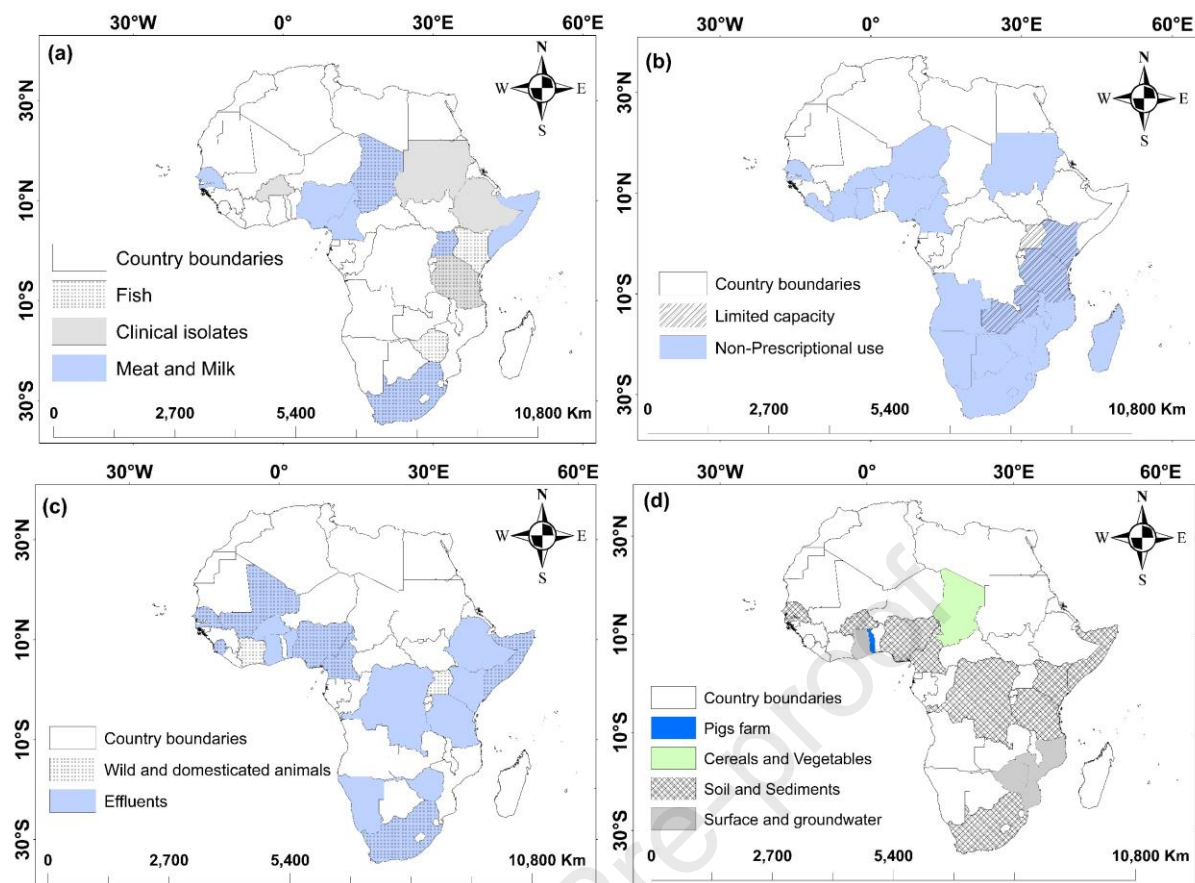 30°W 0° 30°E 60°E
(a)
N
W E
S
30°N
10°N
10°S
30°S
Country boundaries
Fish
Clinical isolates
Meat and Milk
0 2,700 5,400 10,800 Km
30°W 0° 30°E 60°E
(b)
N
W E
S
30°N
10°N
10°S
30°S
Country boundaries
Limited capacity
Non-Prescriptional use
0 2,700 5,400 10,800 Km
30°W 0° 30°E 60°E
(c)
N
W E
S
30°N
10°N
10°S
30°S
Country boundaries
Wild and domesticated animals
Effluents
0 2,700 5,400 10,800 Km
30°W 0° 30°E 60°E
(d)
N
W E
S
30°N
10°N
10°S
30°S
Country boundaries
Pigs farm
Cereals and Vegetables
Soil and Sediments
Surface and groundwater
0 2,700 5,400 10,800 Km
pre-proof